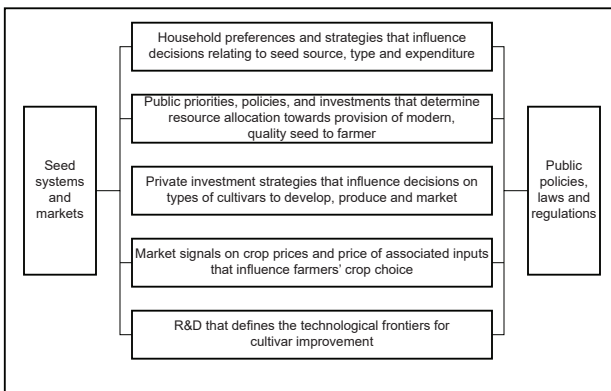 Household preferences and strategies that influence
decisions relating to seed source, type and expenditure
Public priorities, policies, and investments that determine
resource allocation towards provision of modern,
quality seed to farmer
Seed
systems
and
markets
Private investment strategies that influence decisions on
types of cultivars to develop, produce and market
Public
policies,
laws and
regulations
Market signals on crop prices and price of associated inputs
that influence farmers' crop choice
R&D that defines the technological frontiers for
cultivar improvement